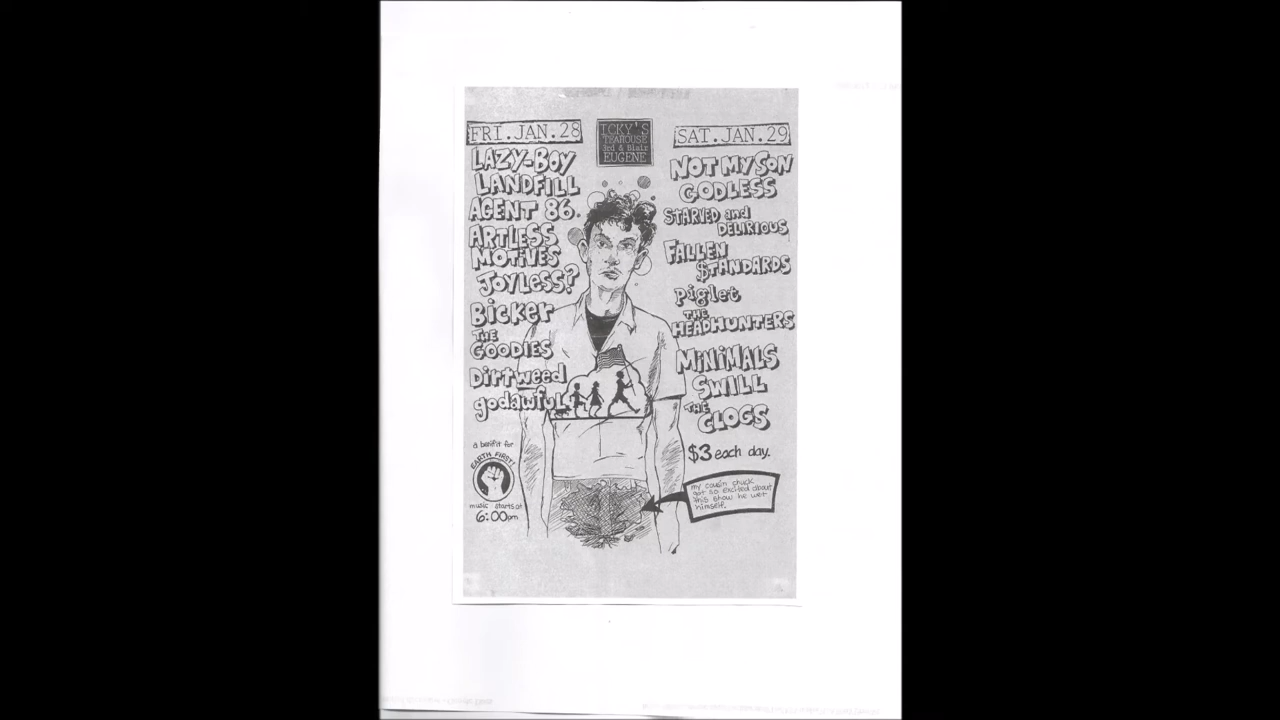 FRI. JAN. 28
LAZY-BOY
LANDFILL
AGENT 86
ARTLESS
MOTIVES
JOYLESS?
Bicker
THE
GOODIES
Dirtweed
godawful
a benifit for
EARTH FIRST!
music starts at
6:00pm
ICKY'S
TEAHOUSE
3rd & Blair
EUGENE
SAT. JAN. 29
NOT MY SON
GODLESS
STARVED and
DELIRIOUS
FALLEN
$TANDARDS
Piglet
THE
HEADHUNTERS
MiNiMALS
SWILL
THE
CLOGS
$3 each day.
my cousin chuck
got so excited about
this show he wet
himself.